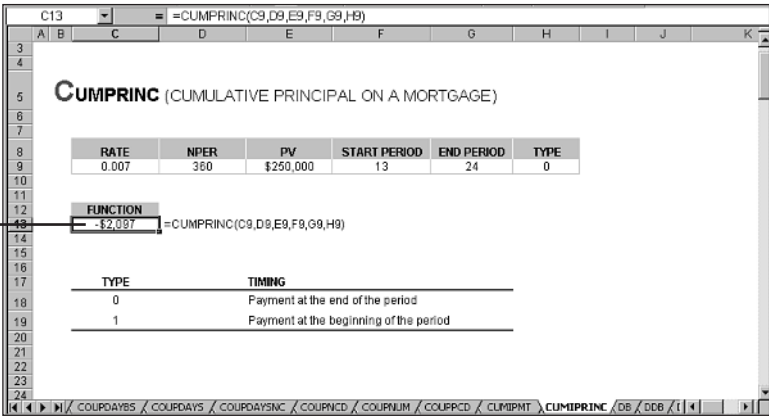 C13 = =CUMPRINC(C9,D9,E9,F9,G9,H9)
A B C D E F G H I J K
3
4
5 CUMPRINC (CUMULATIVE PRINCIPAL ON A MORTGAGE)
6
7
8 RATE NPER PV START PERIOD END PERIOD TYPE
9 0.007 360 $250,000 13 24 0
10
11
12 FUNCTION
13 -$2,097 =CUMPRINC(C9,D9,E9,F9,G9,H9)
14
15
16
17 TYPE TIMING
18 0 Payment at the end of the period
19 1 Payment at the beginning of the period
20
21
22
23
24
COUPDAYBS / COUPDAYS / COUPDAYSNC / COUPNCD / COUPNUM / COUPPCD / CUMIPMT \ CUMIPRINC / DB / DDB / I